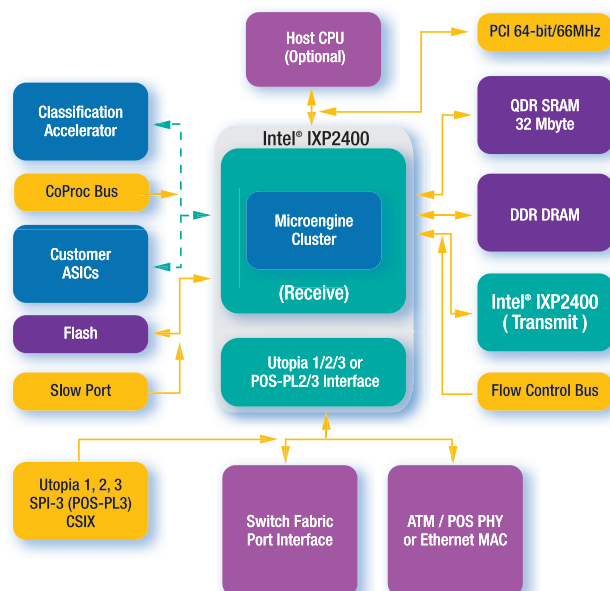 Host CPU
(Optional)
PCI 64-bit/66MHz
Classification
Accelerator
QDR SRAM
32 Mbyte
Intel® IXP2400
CoProc Bus
Microengine
Cluster
DDR DRAM
Customer
ASICs
(Receive)
Intel® IXP2400
( Transmit )
Flash
Utopia 1/2/3 or
POS-PL2/3 Interface
Slow Port
Flow Control Bus
Utopia 1, 2, 3
SPI-3 (POS-PL3)
CSIX
Switch Fabric
Port Interface
ATM / POS PHY
or Ethernet MAC